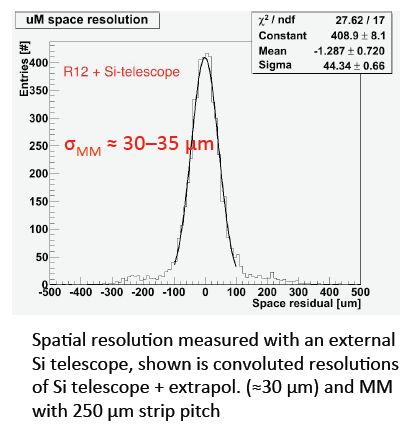 uM space resolution
χ² / ndf 27.62 / 17
Constant 408.9 ± 8.1
Mean -1.287 ± 0.720
Sigma 44.34 ± 0.66
Entries [#]
R12 + Si-telescope
σMM ≈ 30–35 μm
400
350
300
250
200
150
100
50
0
-500 -400 -300 -200 -100 0 100 200 300 400 500
Space residual [um]
Spatial resolution measured with an external
Si telescope, shown is convoluted resolutions
of Si telescope + extrapol. (≈30 μm) and MM
with 250 μm strip pitch